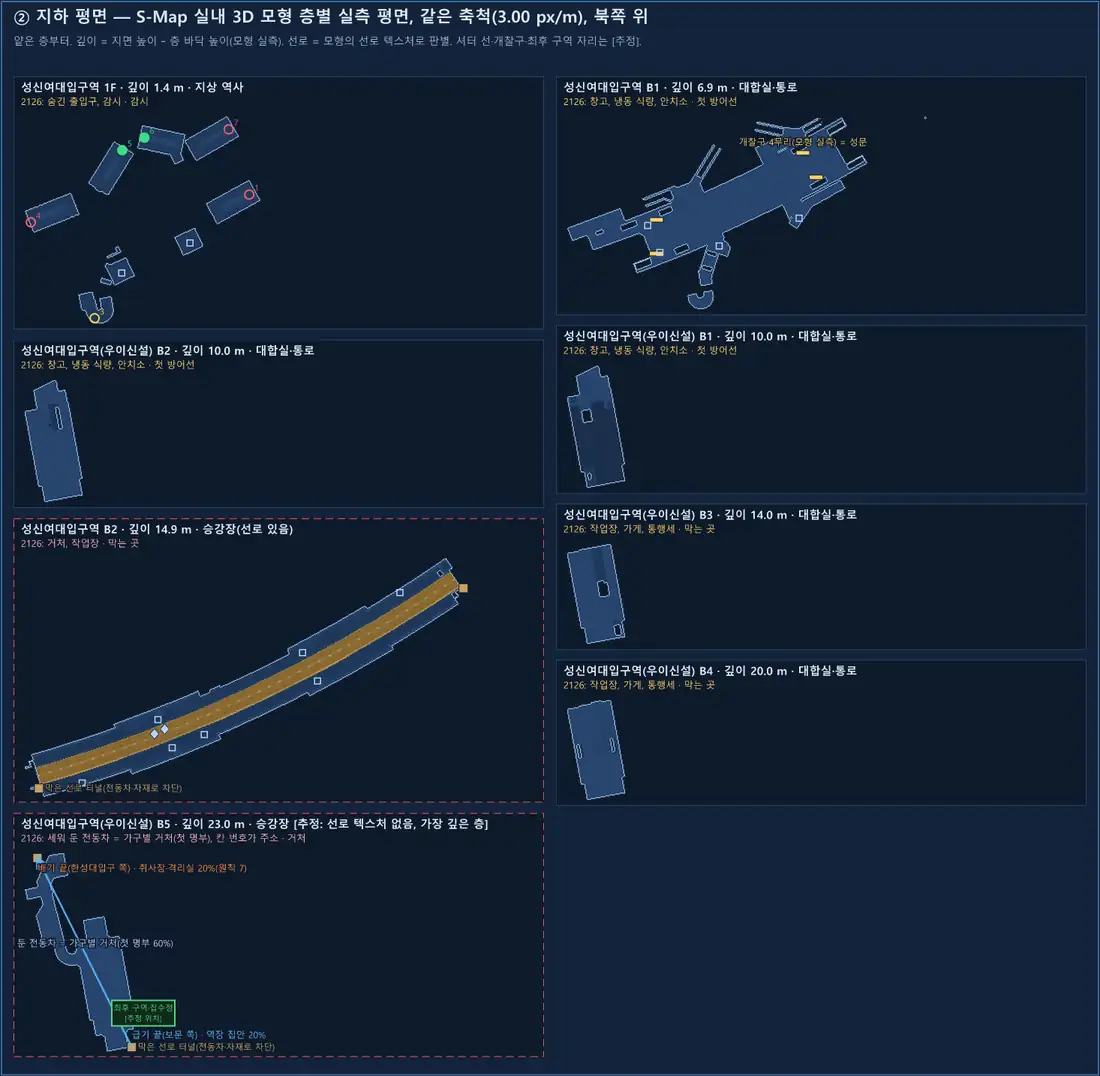 ② 지하 평면 — S-Map 실내 3D 모형 층별 실측 평면, 같은 축척(3.00 px/m), 북쪽 위
얕은 층부터. 깊이 = 지면 높이 − 층 바닥 높이(모형 실측). 선로 = 모형의 선로 텍스처로 판별. 셔터 선·개찰구·최후 구역 자리는 [추정].
성신여대입구역 1F · 깊이 1.4 m · 지상 역사
2126: 숨긴 출입구, 감시 · 감시
6
7
5
1
4
3
성신여대입구역 B1 · 깊이 6.9 m · 대합실·통로
2126: 창고, 냉동 식량, 안치소 · 첫 방어선
개찰구 4무리(모형 실측) = 성문
성신여대입구역(우이신설) B2 · 깊이 10.0 m · 대합실·통로
2126: 창고, 냉동 식량, 안치소 · 첫 방어선
성신여대입구역(우이신설) B1 · 깊이 10.0 m · 대합실·통로
2126: 창고, 냉동 식량, 안치소 · 첫 방어선
성신여대입구역 B2 · 깊이 14.9 m · 승강장(선로 있음)
2126: 거처, 작업장 · 막는 곳
막은 선로 터널(전동차·자재로 차단)
성신여대입구역(우이신설) B3 · 깊이 14.0 m · 대합실·통로
2126: 작업장, 가게, 통행세 · 막는 곳
성신여대입구역(우이신설) B4 · 깊이 20.0 m · 대합실·통로
2126: 작업장, 가게, 통행세 · 막는 곳
성신여대입구역(우이신설) B5 · 깊이 23.0 m · 승강장 [추정: 선로 텍스처 없음, 가장 깊은 층]
2126: 세워 둔 전동차 = 가구별 거처(첫 명부), 칸 번호가 주소 · 거처
배기 끝(한성대입구 쪽) · 취사장·격리실 20%(원칙 7)
둔 전동차 = 가구별 거처(첫 명부 60%)
최후 구역·집수정
[추정 위치]
급기 끝(보문 쪽) · 역장 집안 20%
막은 선로 터널(전동차·자재로 차단)